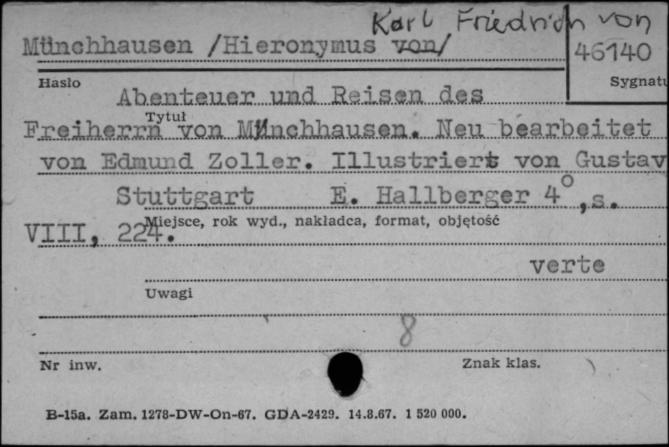 Karl Friedrich von
Münchhausen /Hieronymus von/
46140
Hasło
Sygnatu
Abenteuer und Reisen des
Tytuł
Freiherrn von Münchhausen. Neu bearbeitet
von Edmund Zoller. Illustriert von Gustav
Stuttgart E. Hallberger 4°, s.
Miejsce, rok wyd., nakładca, format, objętość
VIII, 224.
verte
Uwagi
8
Nr inw.
Znak klas.
B-15a. Zam. 1278-DW-On-67. GDA-2429. 14.8.67. 1 520 000.